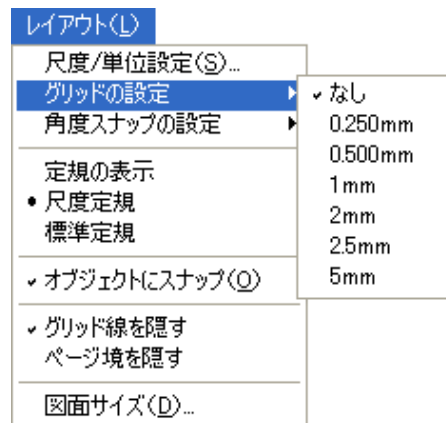 レイアウト(L)
尺度/単位設定(S)...
グリッドの設定
角度スナップの設定
定規の表示
尺度定規
標準定規
オブジェクトにスナップ(O)
グリッド線を隠す
ページ境を隠す
図面サイズ(D)...
なし
0.250mm
0.500mm
1mm
2mm
2.5mm
5mm